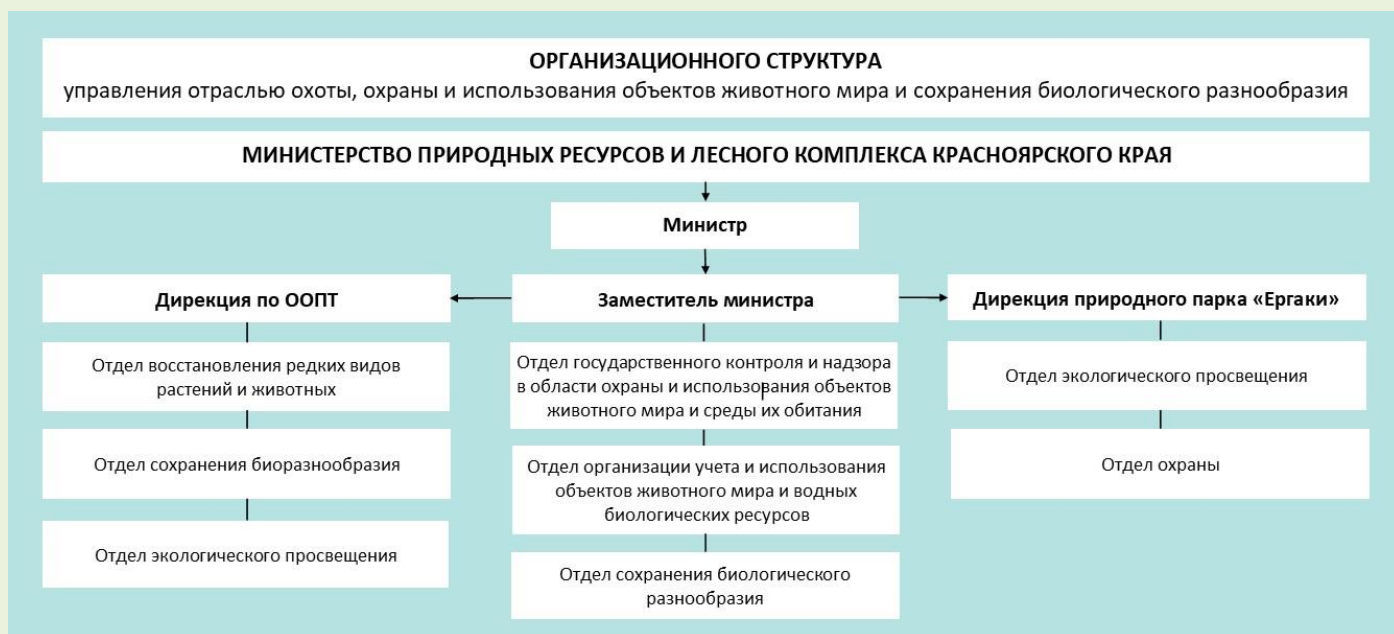 ОРГАНИЗАЦИОННОГО СТРУКТУРА
управления отраслью охоты, охраны и использования объектов животного мира и сохранения биологического разнообразия
МИНИСТЕРСТВО ПРИРОДНЫХ РЕСУРСОВ И ЛЕСНОГО КОМПЛЕКСА КРАСНОЯРСКОГО КРАЯ
Министр
Дирекция по ООПТ
Заместитель министра
Дирекция природного парка «Ергаки»
Отдел восстановления редких видов
растений и животных
Отдел государственного контроля и надзора
в области охраны и использования объектов
животного мира и среды их обитания
Отдел экологического просвещения
Отдел сохранения биоразнообразия
Отдел организации учета и использования
объектов животного мира и водных
биологических ресурсов
Отдел охраны
Отдел экологического просвещения
Отдел сохранения биологического
разнообразия